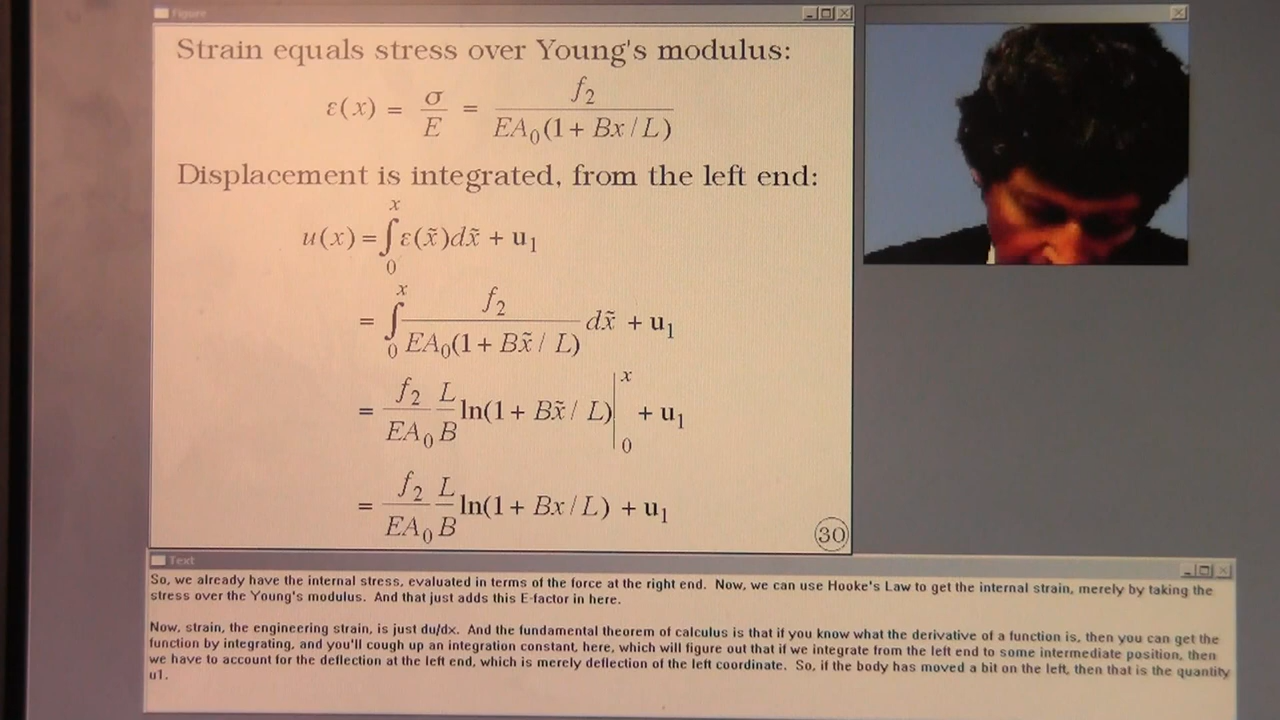 Figure
Strain equals stress over Young's modulus:
ε(x) = σ/E = f₂/(EA₀(1 + Bx/L))
Displacement is integrated, from the left end:
u(x) = ∫₀ˣ ε(x̃)dx̃ + u₁
= ∫₀ˣ f₂/(EA₀(1 + Bx̃/L)) dx̃ + u₁
= f₂/(EA₀) L/B ln(1 + Bx̃/L)|₀ˣ + u₁
= f₂/(EA₀) L/B ln(1 + Bx/L) + u₁
30
Text
So, we already have the internal stress, evaluated in terms of the force at the right end. Now, we can use Hooke's Law to get the internal strain, merely by taking the
stress over the Young's modulus. And that just adds this E-factor in here.
Now, strain, the engineering strain, is just du/dx. And the fundamental theorem of calculus is that if you know what the derivative of a function is, then you can get the
function by integrating, and you'll cough up an integration constant, here, which will figure out that if we integrate from the left end to some intermediate position, then
we have to account for the deflection at the left end, which is merely deflection of the left coordinate. So, if the body has moved a bit on the left, then that is the quantity
u1.